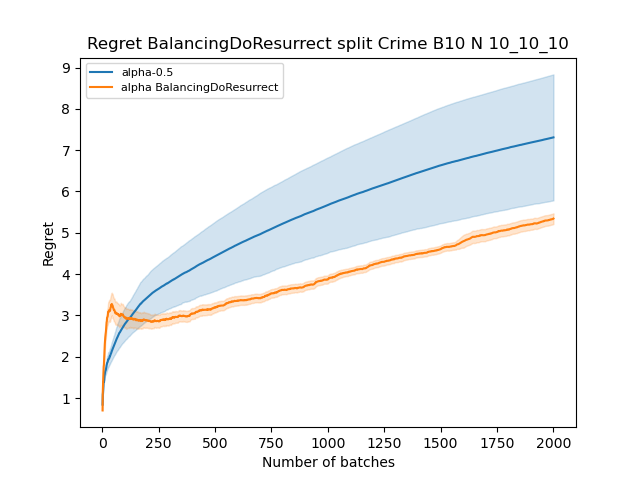 Regret BalancingDoResurrect split Crime B10 N 10_10_10
alpha-0.5
alpha BalancingDoResurrect
9
8
7
6
5
4
3
2
1
Regret
0 250 500 750 1000 1250 1500 1750 2000
Number of batches